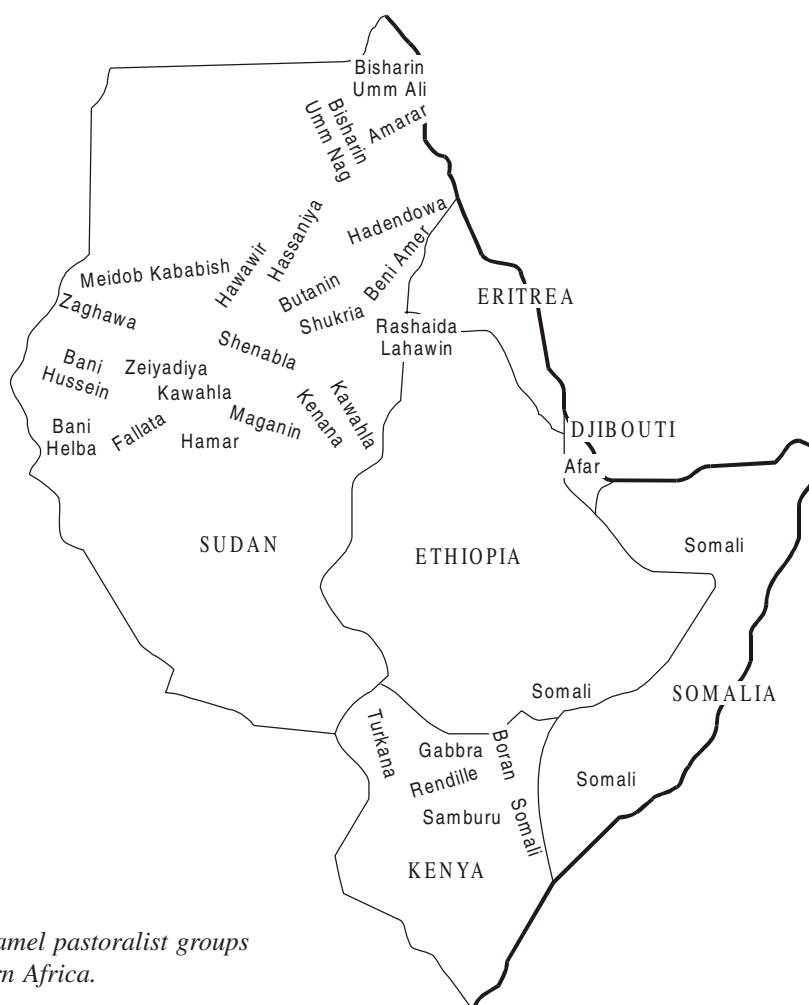 Bisharin
Umm Ali
Bisharin
Umm Nag
Amarar
Hadendowa
Beni Amer
Hassaniya
Hawawir
Meidob Kababish
Zaghawa
Butanin
Shukria
ERITREA
Rashaida
Lahawin
Shenabla
Bani
Hussein
Zeiyadiya
Kawahla
Kawahla
Kenana
Maganin
Bani
Helba
Fallata
Hamar
DJIBOUTI
Afar
SUDAN
ETHIOPIA
Somali
Somali
SOMALIA
Turkana
Gabbra
Boran
Rendille
Somali
Samburu
Somali
KENYA
amel pastoralist groups
rn Africa.